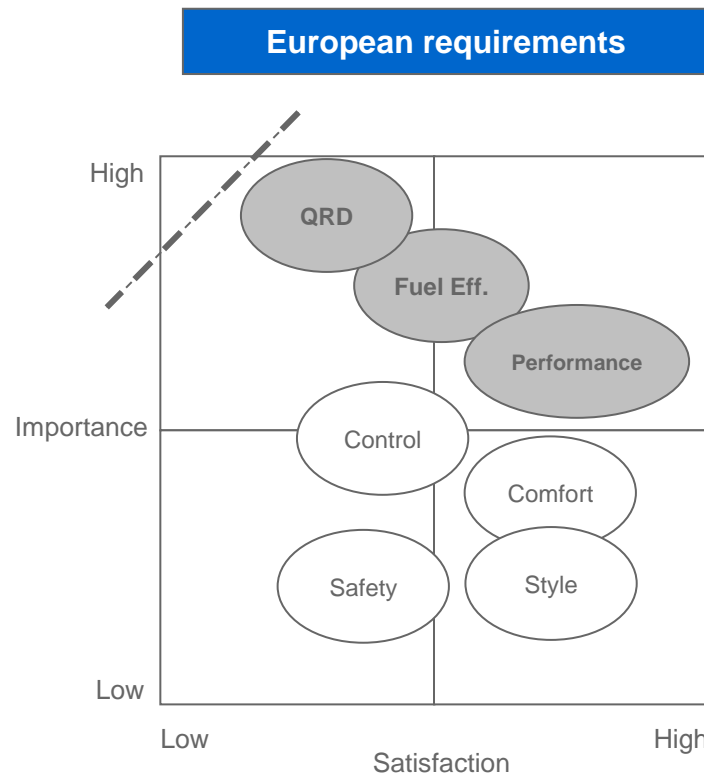 European requirements
High
QRD
Fuel Eff.
Performance
Importance
Control
Comfort
Safety
Style
Low
Low
High
Satisfaction